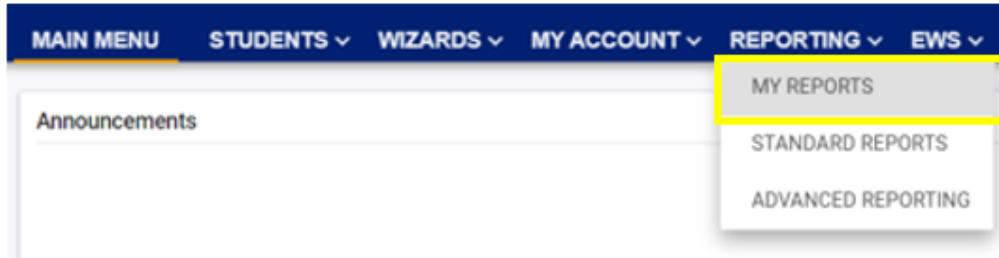 MAIN MENU STUDENTS WIZARDS MY ACCOUNT REPORTING EWS
MY REPORTS
Announcements
STANDARD REPORTS
ADVANCED REPORTING